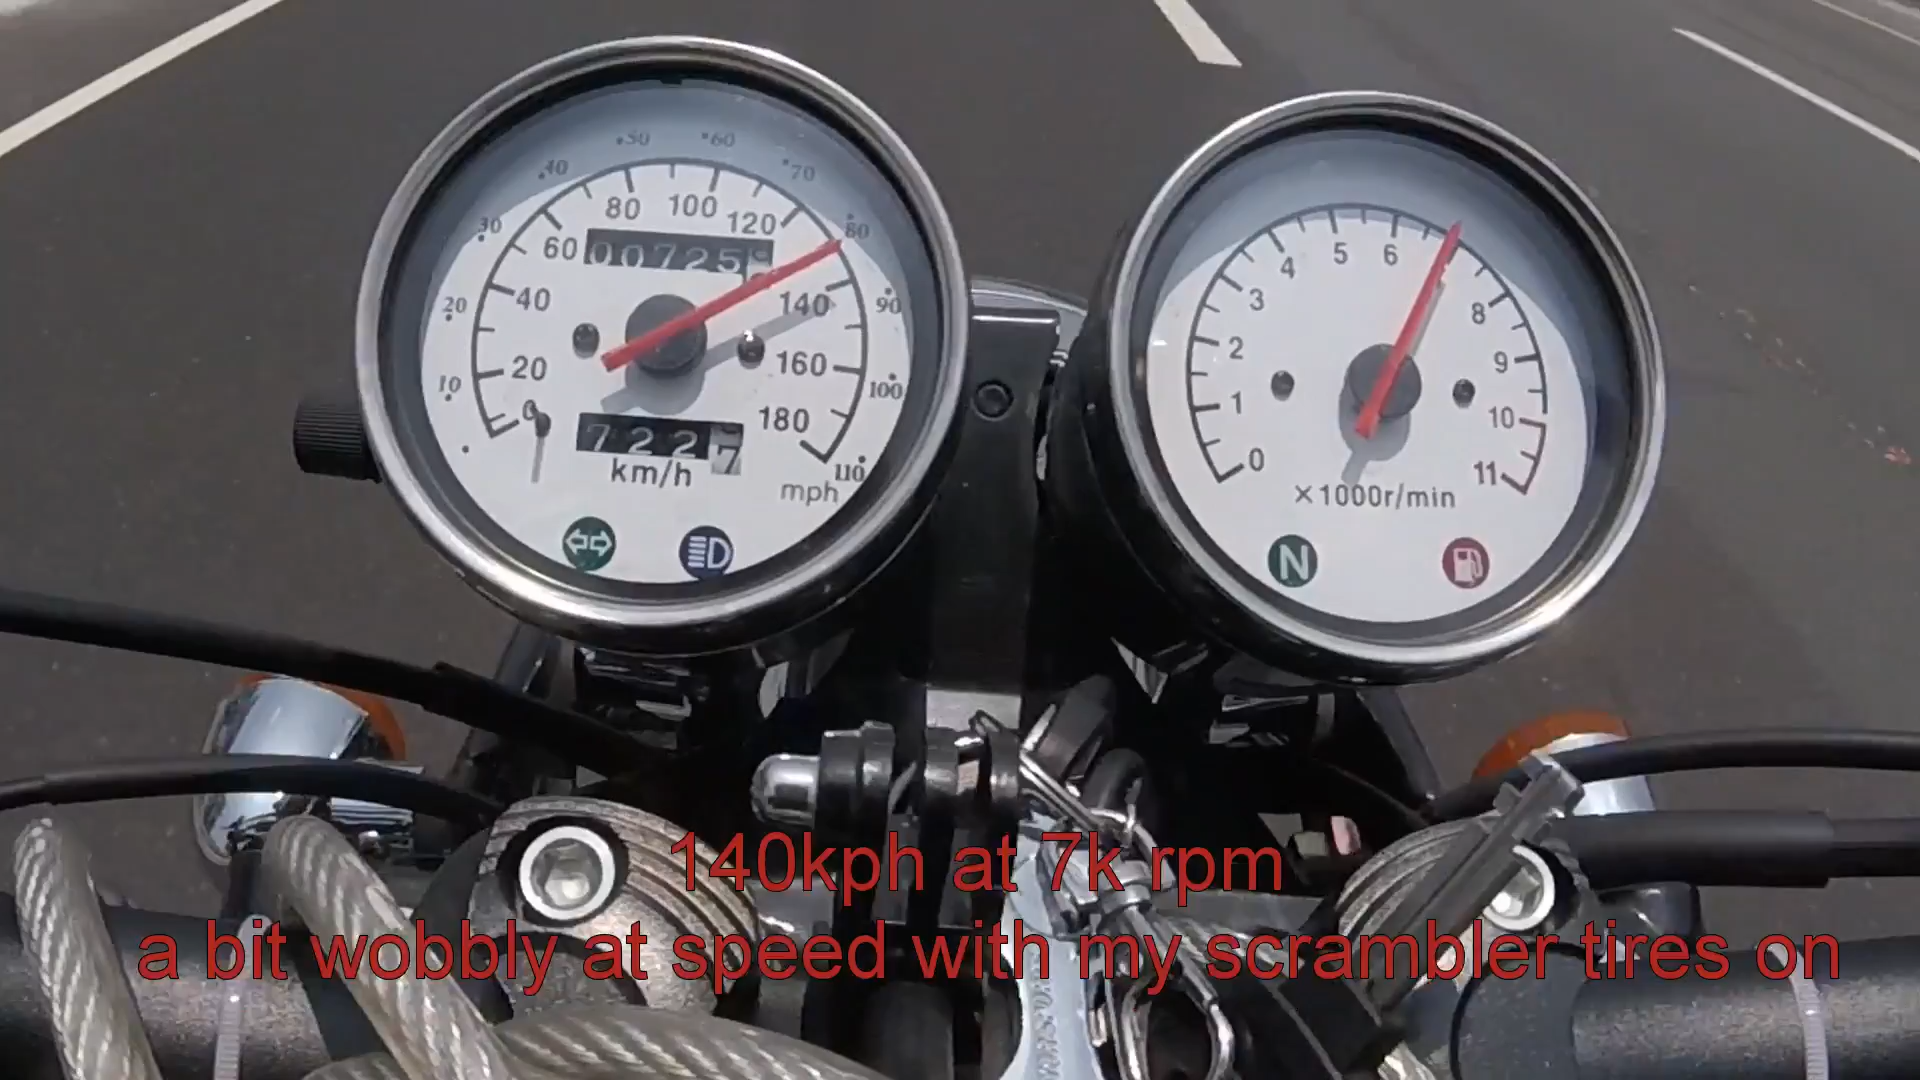 50 60
40 70
30 80
20 90
10 100
110
80 100 120
60 140
40 160
20 180
0
00725
722 7
km/h
mph
5 6
4
3 8
2 9
1 10
0 11
×1000r/min
N
140kph at 7k rpm
a bit wobbly at speed with my scrambler tires on